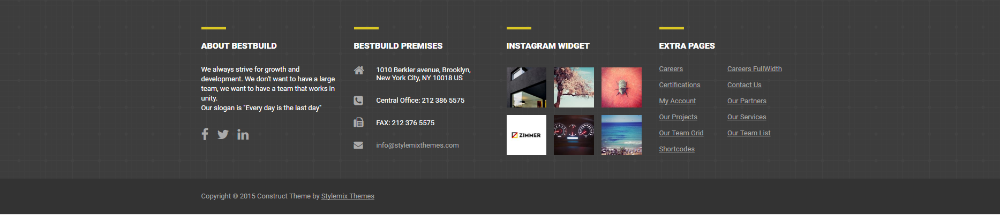 ABOUT BESTBUILD
We always strive for growth and
development. We don't want to have a large
team, we want to have a team that works in
unity.
Our slogan is "Every day is the last day"
BESTBUILD PREMISES
1010 Berkler avenue, Brooklyn,
New York City, NY 10018 US
Central Office: 212 386 5575
FAX: 212 376 5575
info@stylemixthemes.com
INSTAGRAM WIDGET
ZIMMER
EXTRA PAGES
Careers
Certifications
My Account
Our Projects
Our Team Grid
Shortcodes
Careers FullWidth
Contact Us
Our Partners
Our Services
Our Team List
Copyright © 2015 Construct Theme by Stylemix Themes